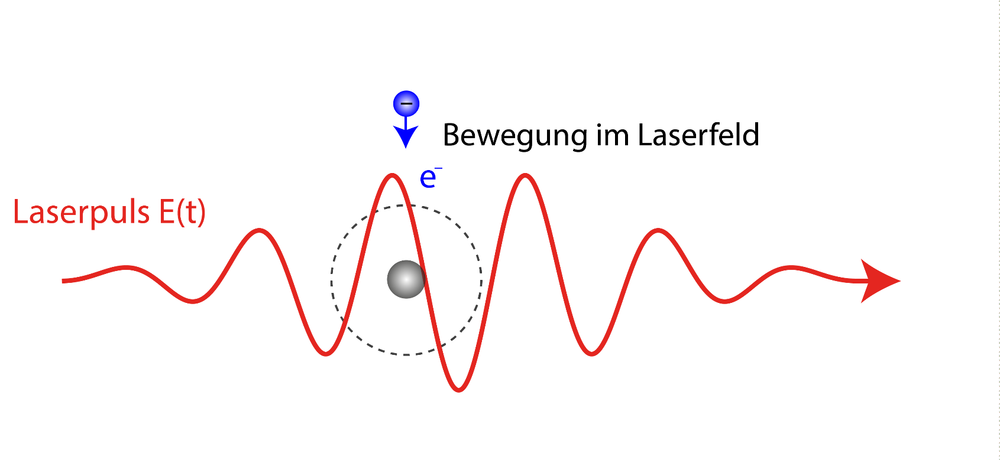 −
Bewegung im Laserfeld
e⁻
Laserpuls E(t)